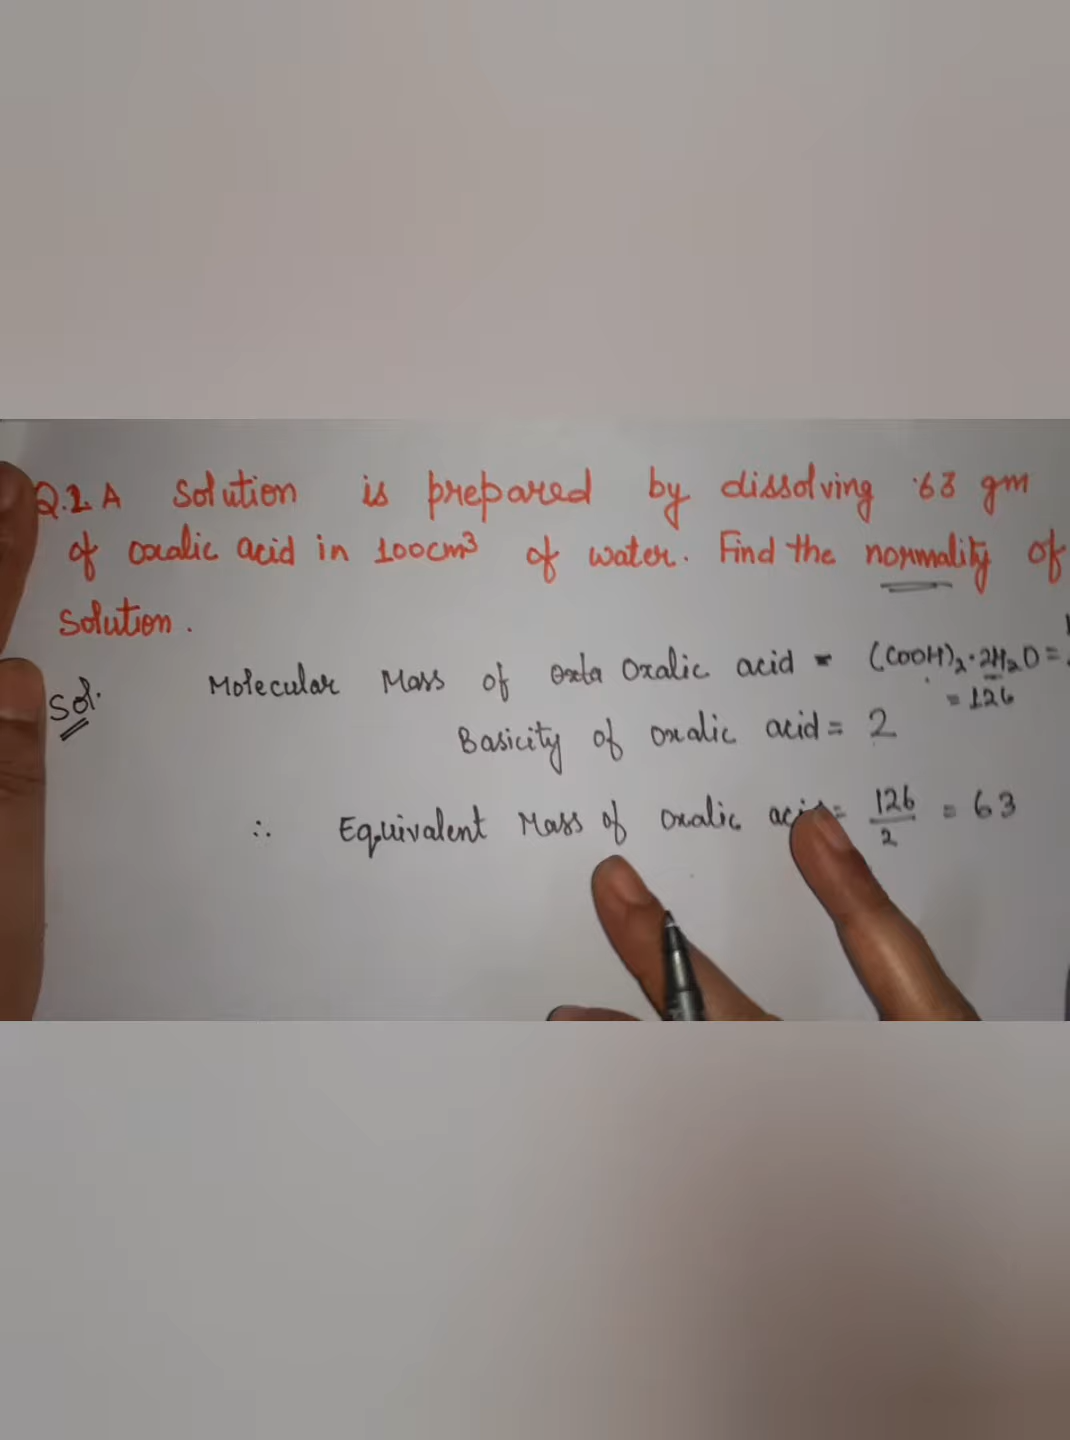 Q.1. A Solution is prepared by dissolving .63 gm
of oxalic acid in 100cm³ of water. Find the normality of
Solution.
Sol. Molecular Mass of Oxalic acid = (COOH)₂.2H₂O =
= 126
Basicity of oxalic acid = 2
∴ Equivalent Mass of oxalic acid = 126/2 = 63